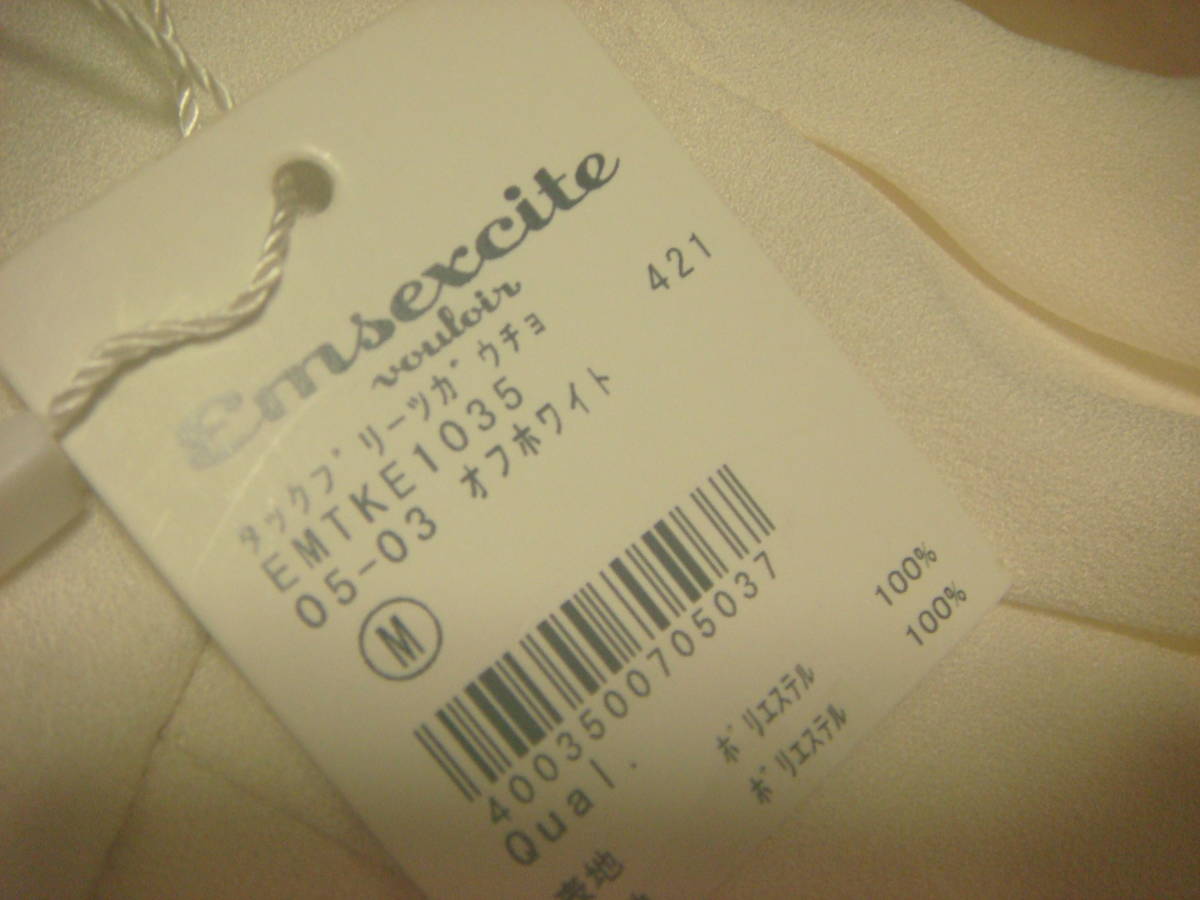 Emsexcite
vouloir
421
タックプリーツガウチョ
EMTKE1035
05-03 オフホワイト
M
4003500705037
Qual.
表地 ポリエステル 100%
ポリエステル 100%